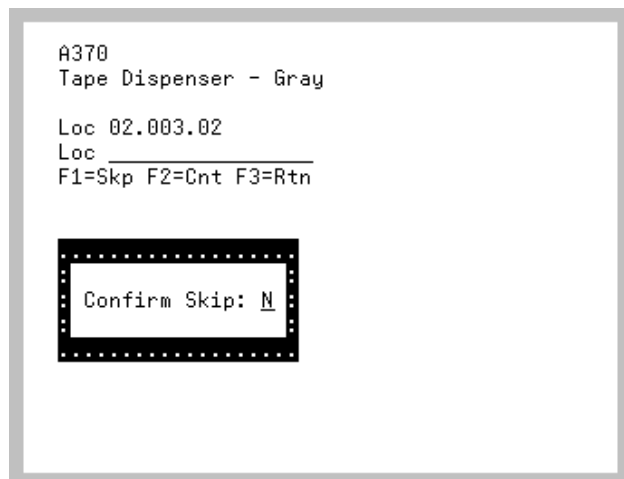 A370
Tape Dispenser - Gray
Loc 02.003.02
Loc
F1=Skp F2=Cnt F3=Rtn
Confirm Skip: N